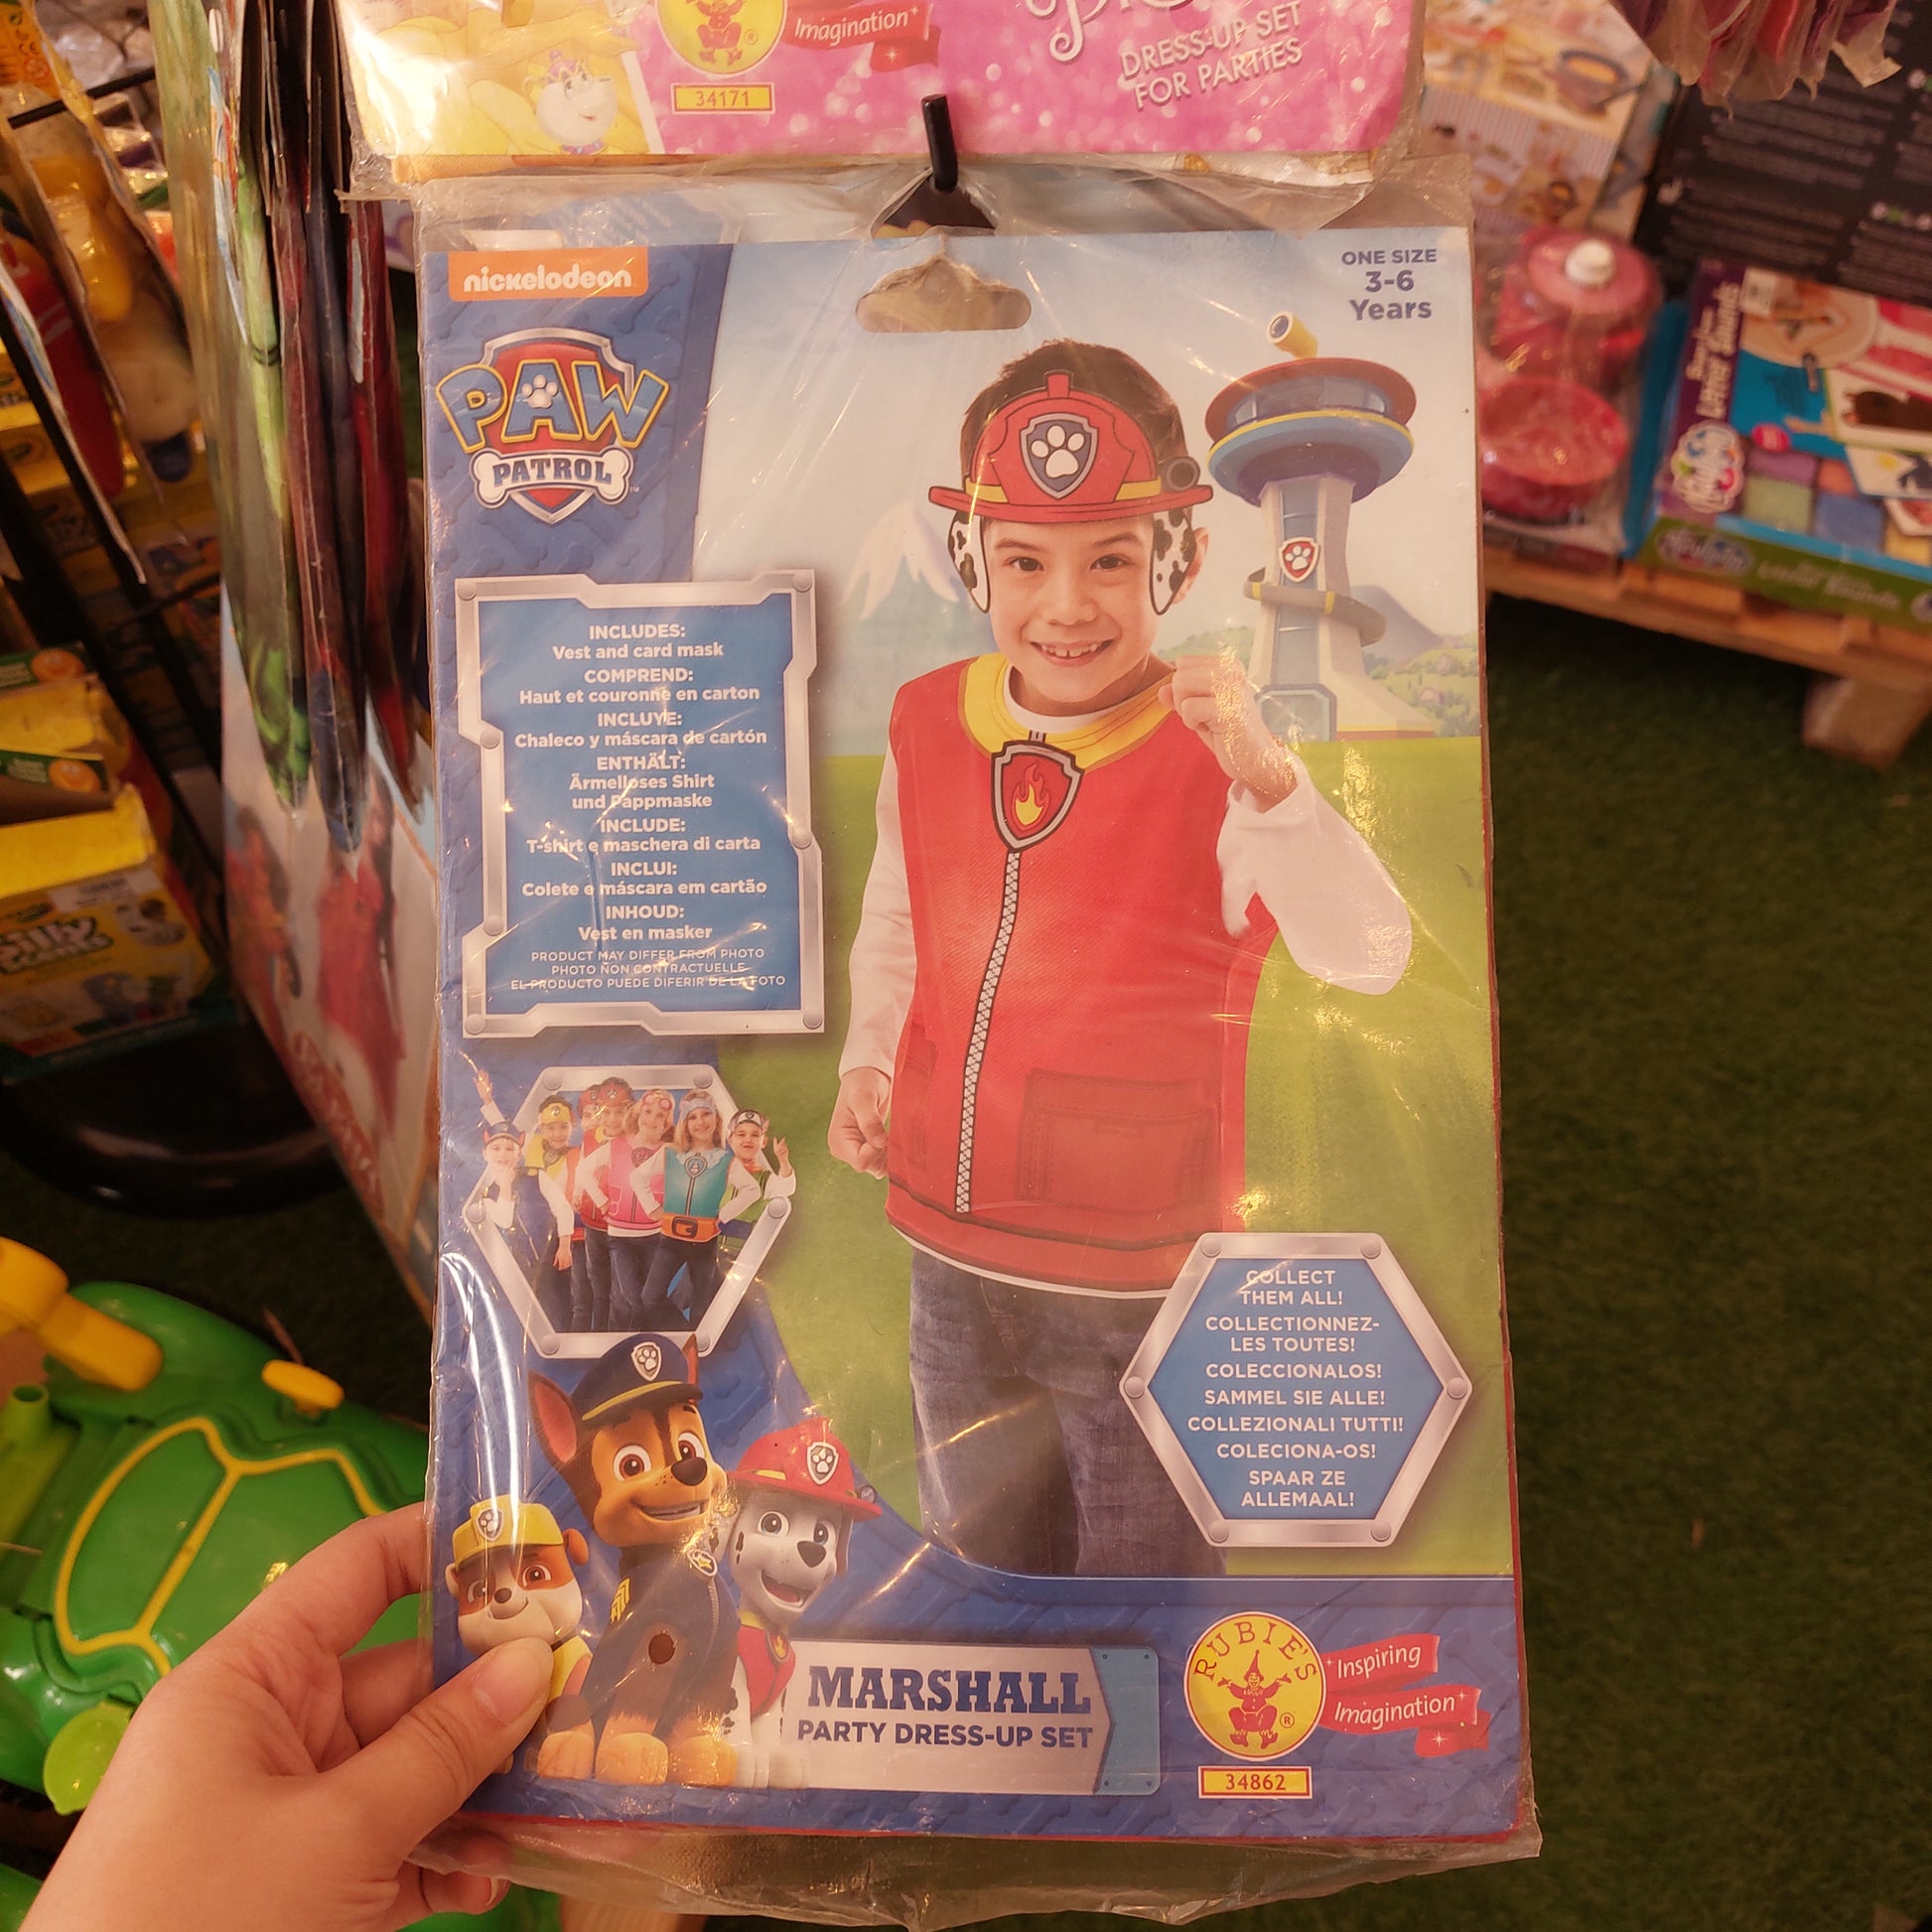 Imagination
DRESS-UP SET
FOR PARTIES
34171
nickelodeon
ONE SIZE
3-6
Years
PAW
PATROL
INCLUDES:
Vest and card mask
COMPREND:
Haut et couronne en carton
INCLUYE:
Chaleco y máscara de cartón
ENTHÄLT:
Ärmelloses Shirt
und Pappmaske
INCLUDE:
T-shirt e maschera di carta
INCLUI:
Colete e máscara em cartão
INHOUD:
Vest en masker
PRODUCT MAY DIFFER FROM PHOTO
PHOTO NON CONTRACTUELLE
EL PRODUCTO PUEDE DIFERIR DE LA FOTO
COLLECT
THEM ALL!
COLLECTIONNEZ-
LES TOUTES!
COLECCIONALOS!
SAMMEL SIE ALLE!
COLLEZIONALI TUTTI!
COLECIONA-OS!
SPAAR ZE
ALLEMAAL!
MARSHALL
PARTY DRESS-UP SET
RUBIE'S
Inspiring
Imagination
34862